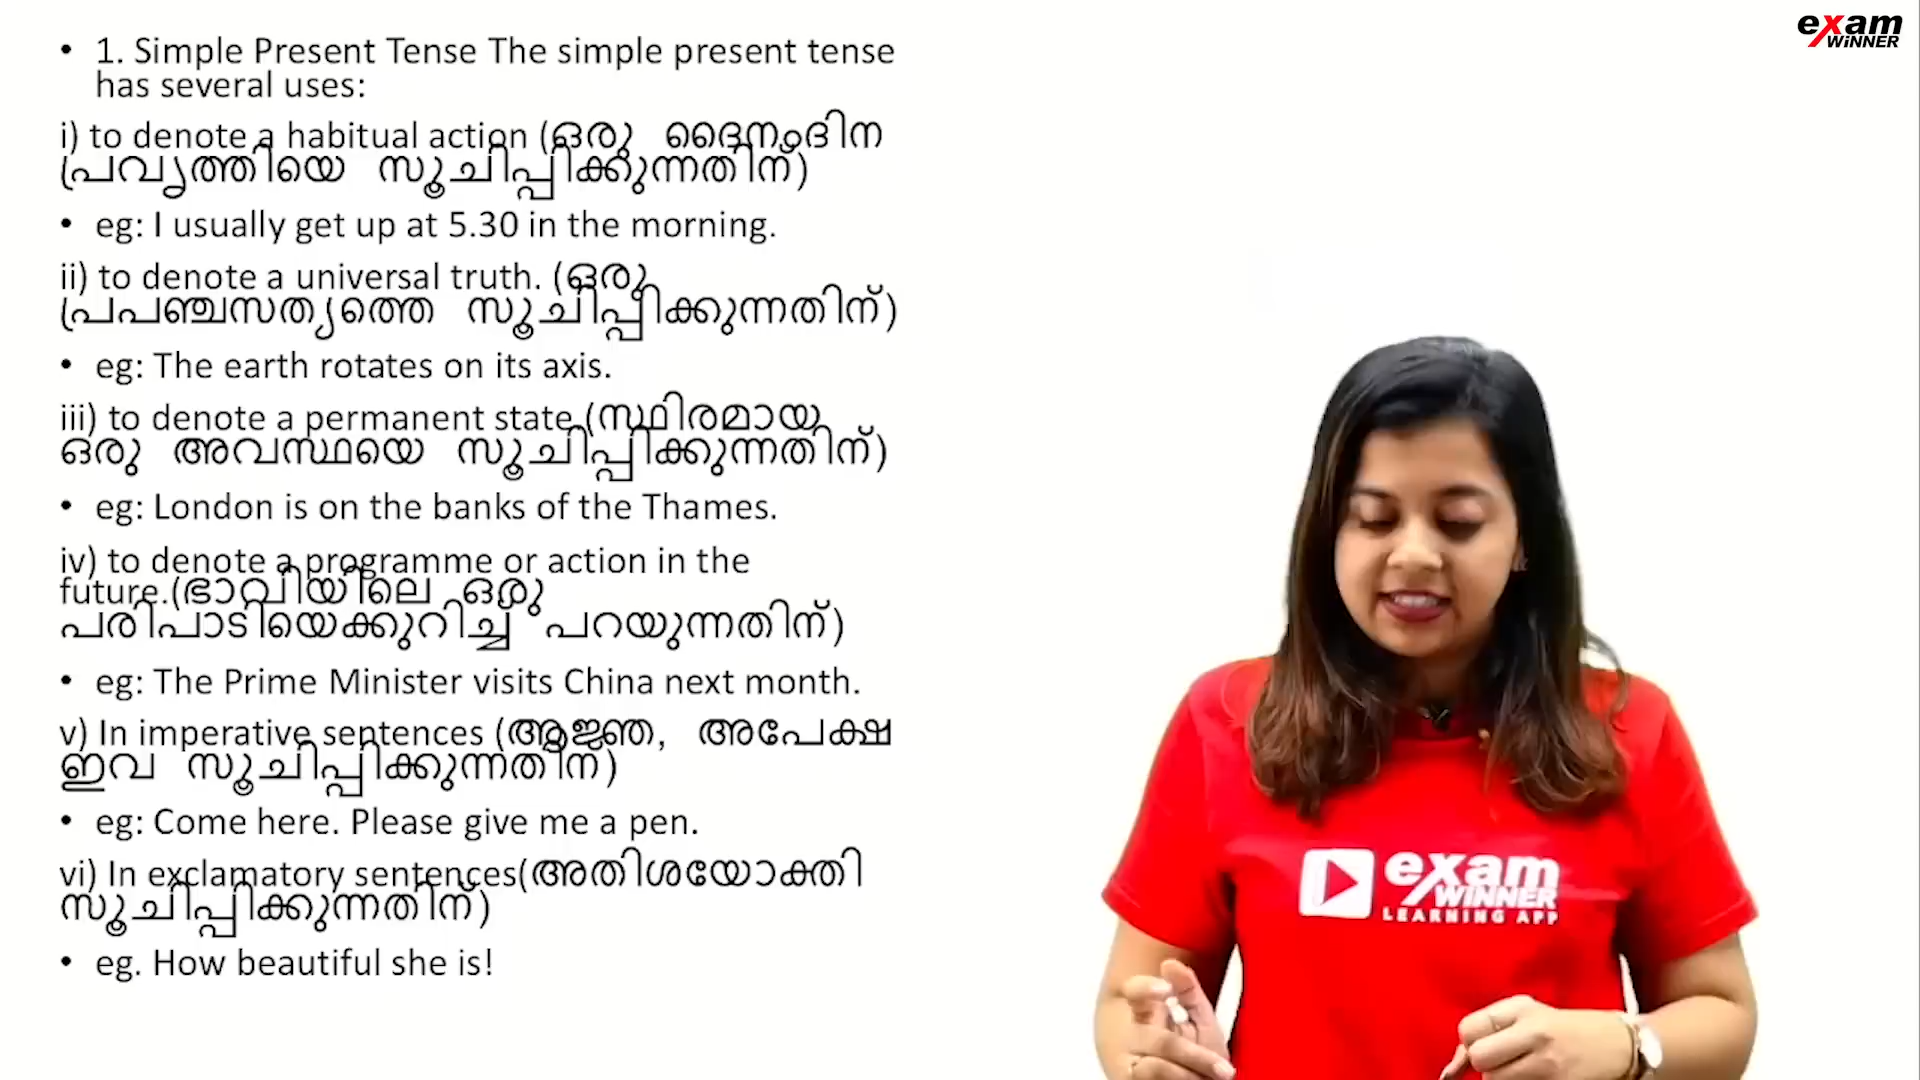 • 1. Simple Present Tense The simple present tense
has several uses:
i) to denote a habitual action (ഒരു ദൈനംദിന
പ്രവൃത്തിയെ സൂചിപ്പിക്കുന്നതിന്)
• eg: I usually get up at 5.30 in the morning.
ii) to denote a universal truth. (ഒരു
പ്രപഞ്ചസത്യത്തെ സൂചിപ്പിക്കുന്നതിന്)
• eg: The earth rotates on its axis.
iii) to denote a permanent state.(സ്ഥിരമായ
ഒരു അവസ്ഥയെ സൂചിപ്പിക്കുന്നതിന്)
• eg: London is on the banks of the Thames.
iv) to denote a programme or action in the
future.(ഭാവിയിലെ ഒരു
പരിപാടിയെക്കുറിച്ച് പറയുന്നതിന്)
• eg: The Prime Minister visits China next month.
v) In imperative sentences (ആജ്ഞ, അപേക്ഷ
ഇവ സൂചിപ്പിക്കുന്നതിന്)
• eg: Come here. Please give me a pen.
vi) In exclamatory sentences(അതിശയോക്തി
സൂചിപ്പിക്കുന്നതിന്)
• eg. How beautiful she is!
exam
WiNNER
exam
WINNER
LEARNING APP